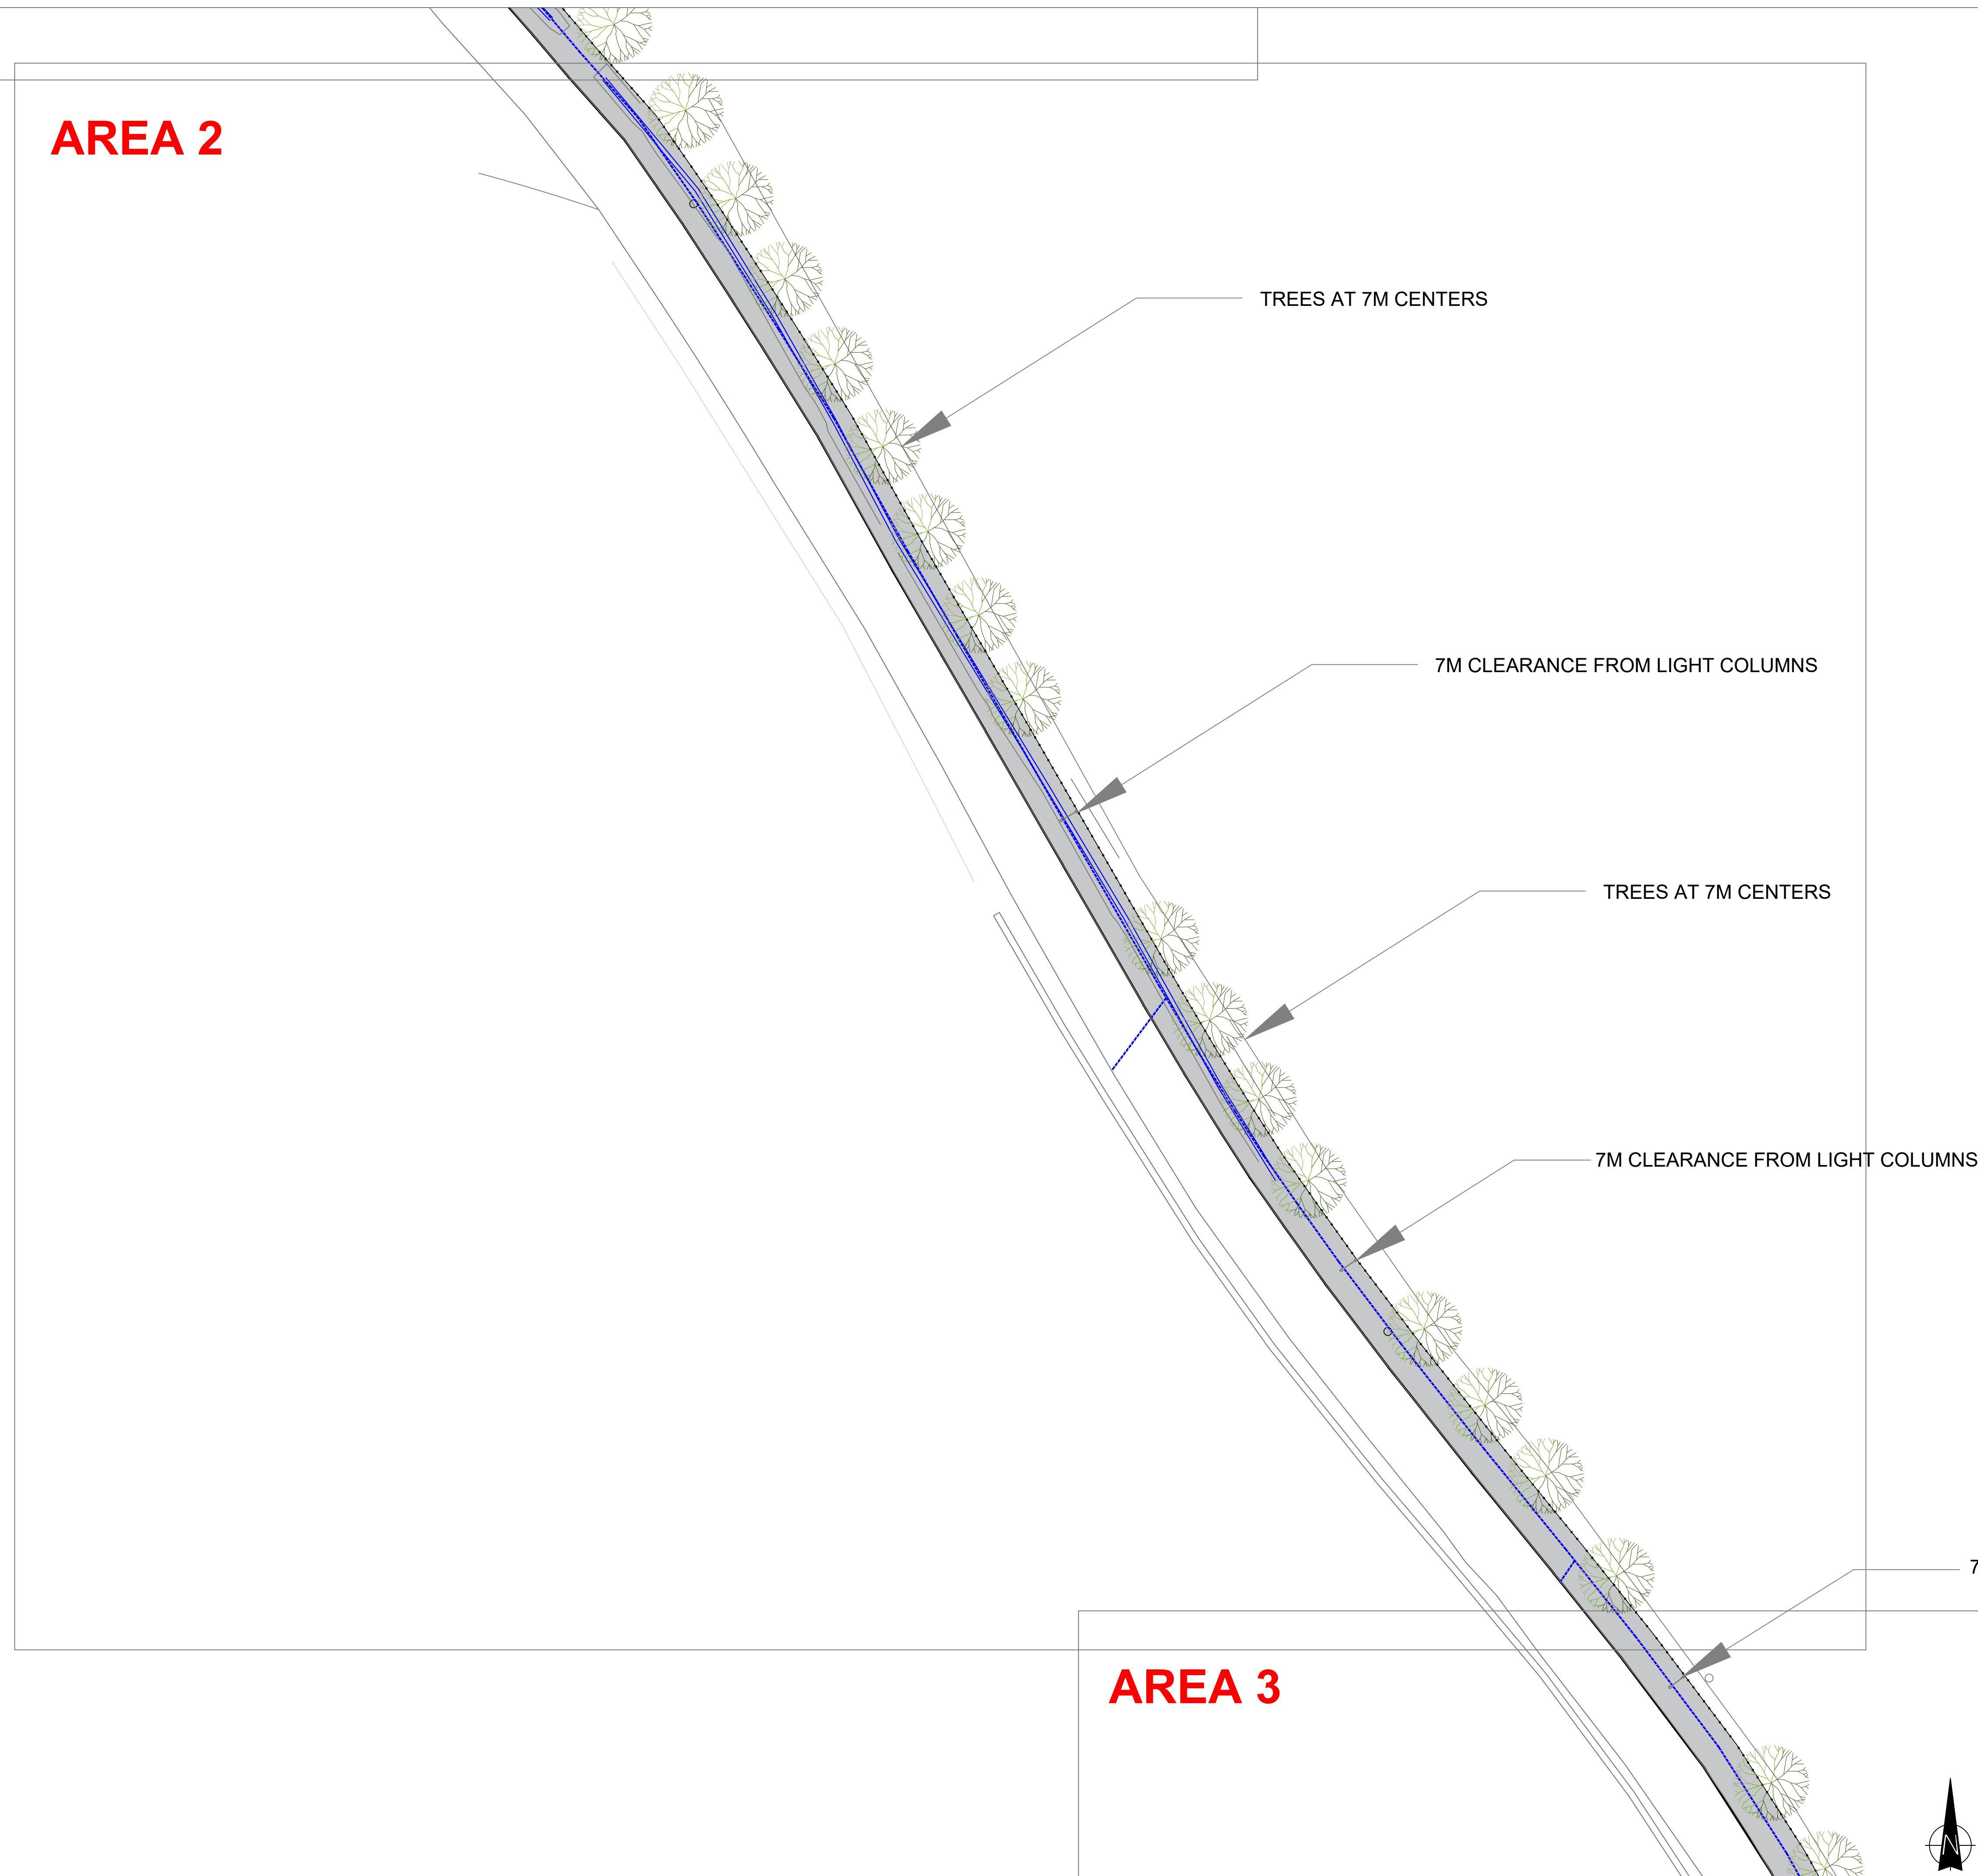 AREA 2
TREES AT 7M CENTERS
7M CLEARANCE FROM LIGHT COLUMNS
TREES AT 7M CENTERS
7M CLEARANCE FROM LIGHT COLUMNS
7
AREA 3
N